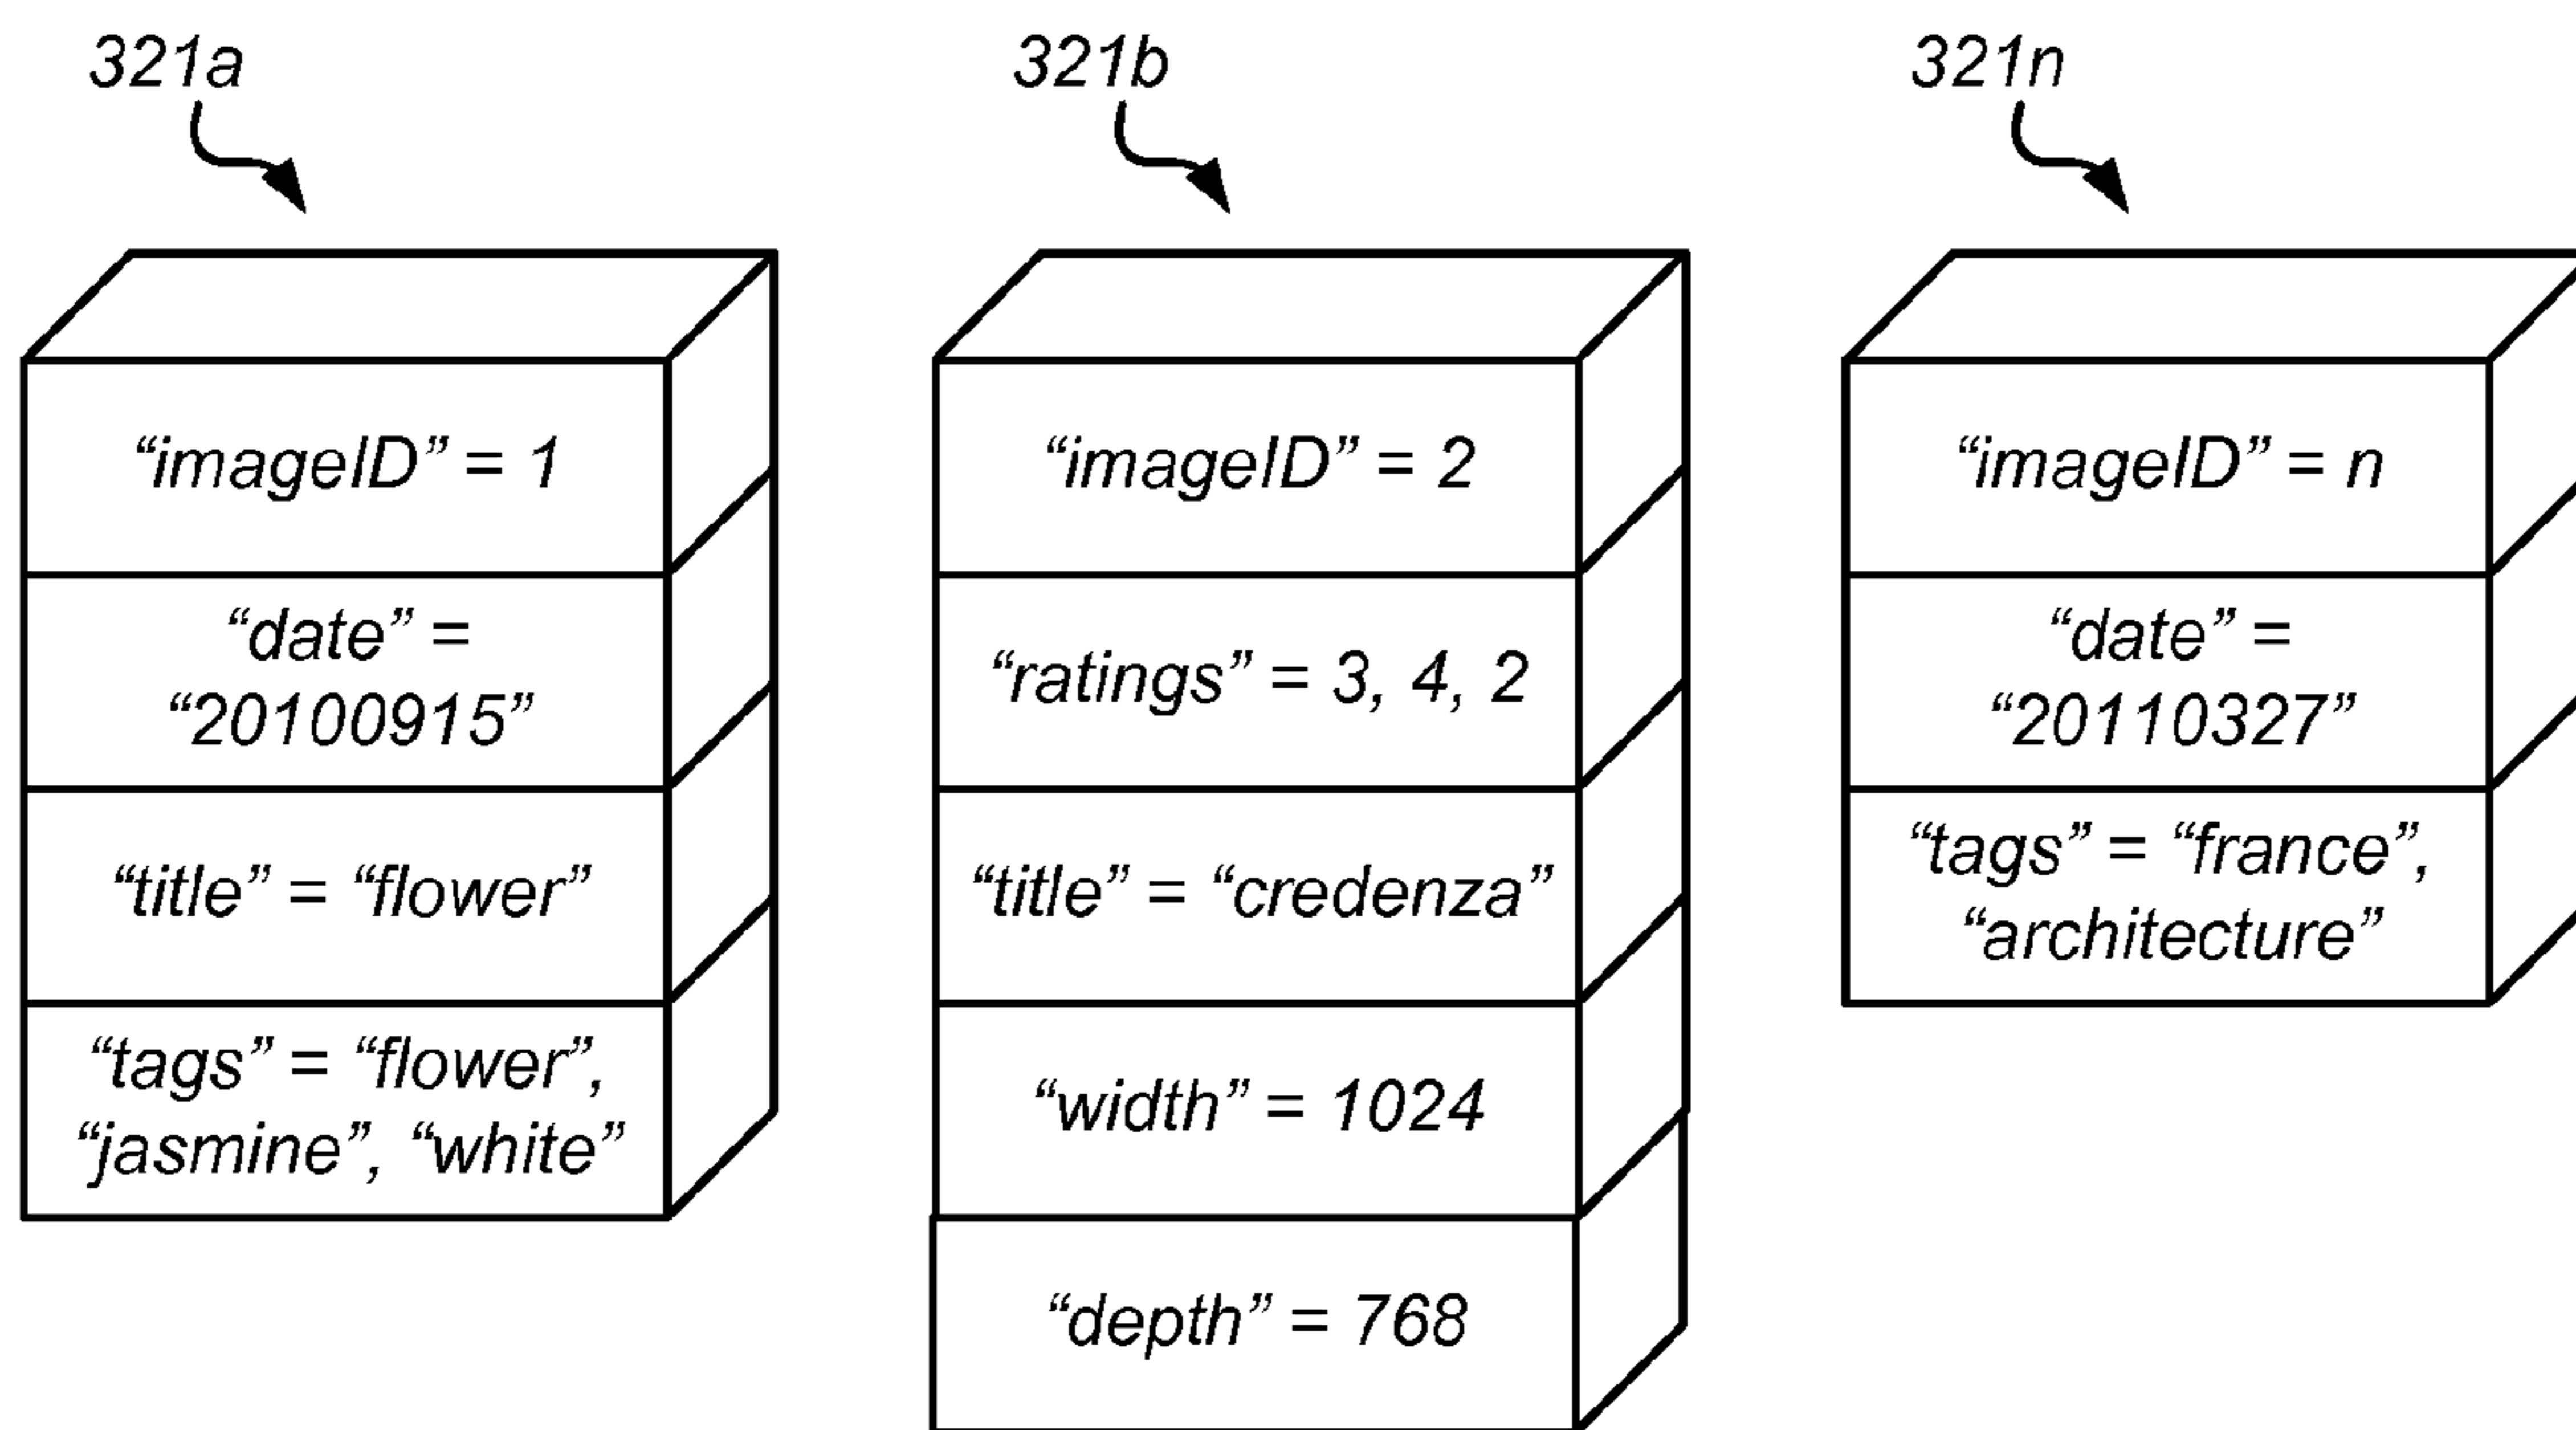 321a
“imageID” = 1
“date” =
“20100915”
“title” = “flower”
“tags” = “flower”,
“jasmine”, “white”
321b
“imageID” = 2
“ratings” = 3, 4, 2
“title” = “credenza”
“width” = 1024
“depth” = 768
321n
“imageID” = n
“date” =
“20110327”
“tags” = “france”,
“architecture”